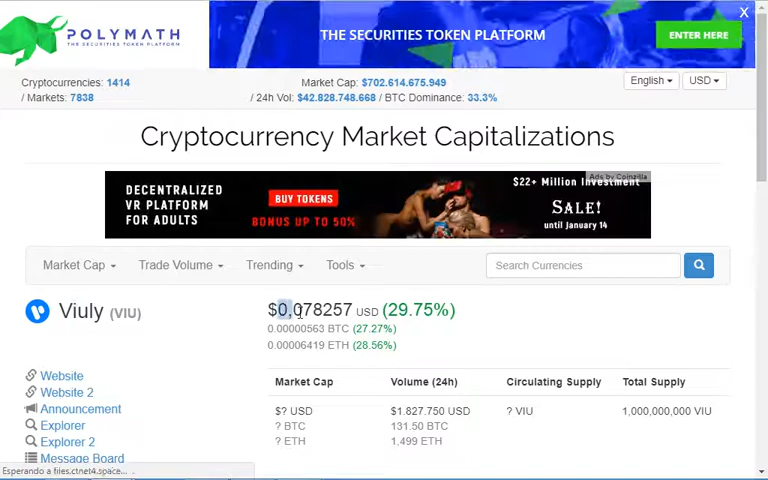 POLYMATH
THE SECURITIES TOKEN PLATFORM
THE SECURITIES TOKEN PLATFORM
ENTER HERE
X
Cryptocurrencies: 1414
/ Markets: 7838
Market Cap: $702.614.675.949
/ 24h Vol: $42.828.748.668 / BTC Dominance: 33.3%
English
USD
Cryptocurrency Market Capitalizations
DECENTRALIZED
VR PLATFORM
FOR ADULTS
BUY TOKENS
BONUS UP TO 50%
$22+ Million Investment
Ads by Coinzilla
SALE!
until January 14
Market Cap Trade Volume Trending Tools
Search Currencies
Viuly (VIU)
$0,078257 USD (29.75%)
0.00000563 BTC (27.27%)
0.00006419 ETH (28.56%)
Website
Website 2
Announcement
Explorer
Explorer 2
Message Board
Market Cap Volume (24h) Circulating Supply Total Supply
$? USD $1.827.750 USD ? VIU 1,000,000,000 VIU
? BTC 131.50 BTC
? ETH 1,499 ETH
Esperando a files.ctnet4.space...